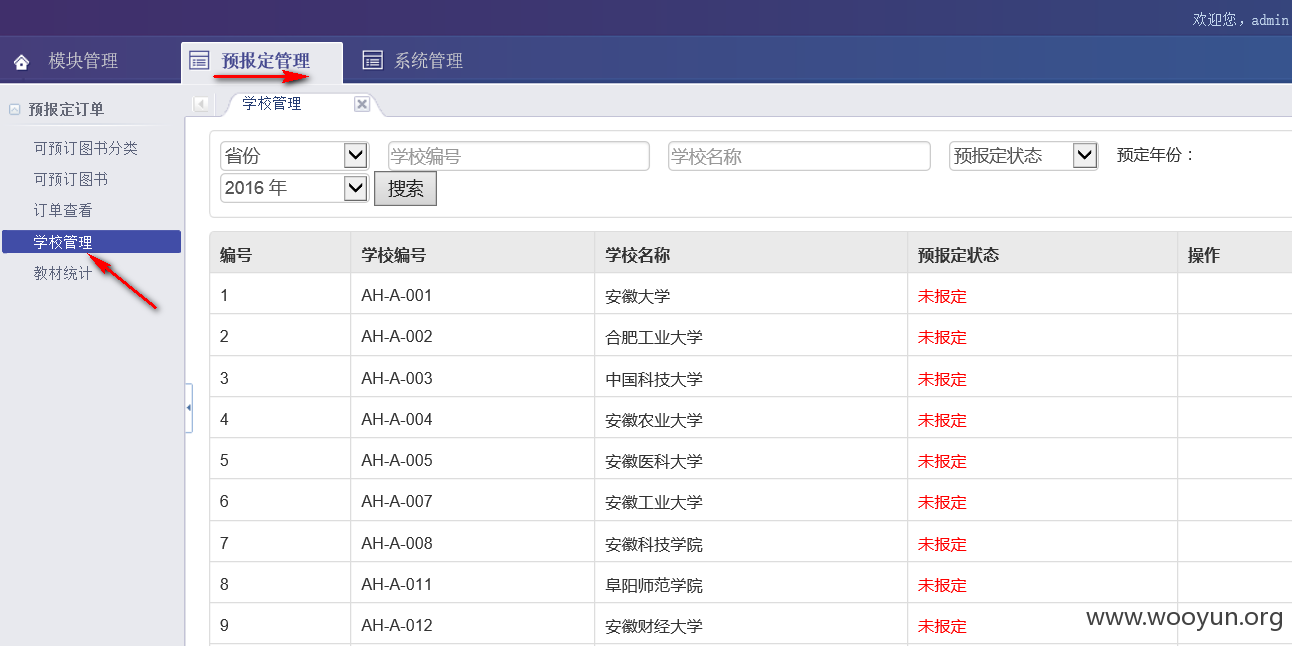 欢迎您，admin
模块管理 预报定管理 系统管理
预报定订单
可预订图书分类
可预订图书
订单查看
学校管理
教材统计
学校管理
省份 学校编号 学校名称 预报定状态 预定年份：
2016 年 搜索
编号 学校编号 学校名称 预报定状态 操作
1 AH-A-001 安徽大学 未报定
2 AH-A-002 合肥工业大学 未报定
3 AH-A-003 中国科技大学 未报定
4 AH-A-004 安徽农业大学 未报定
5 AH-A-005 安徽医科大学 未报定
6 AH-A-007 安徽工业大学 未报定
7 AH-A-008 安徽科技学院 未报定
8 AH-A-011 阜阳师范学院 未报定
9 AH-A-012 安徽财经大学 未报定
www.wooyun.org